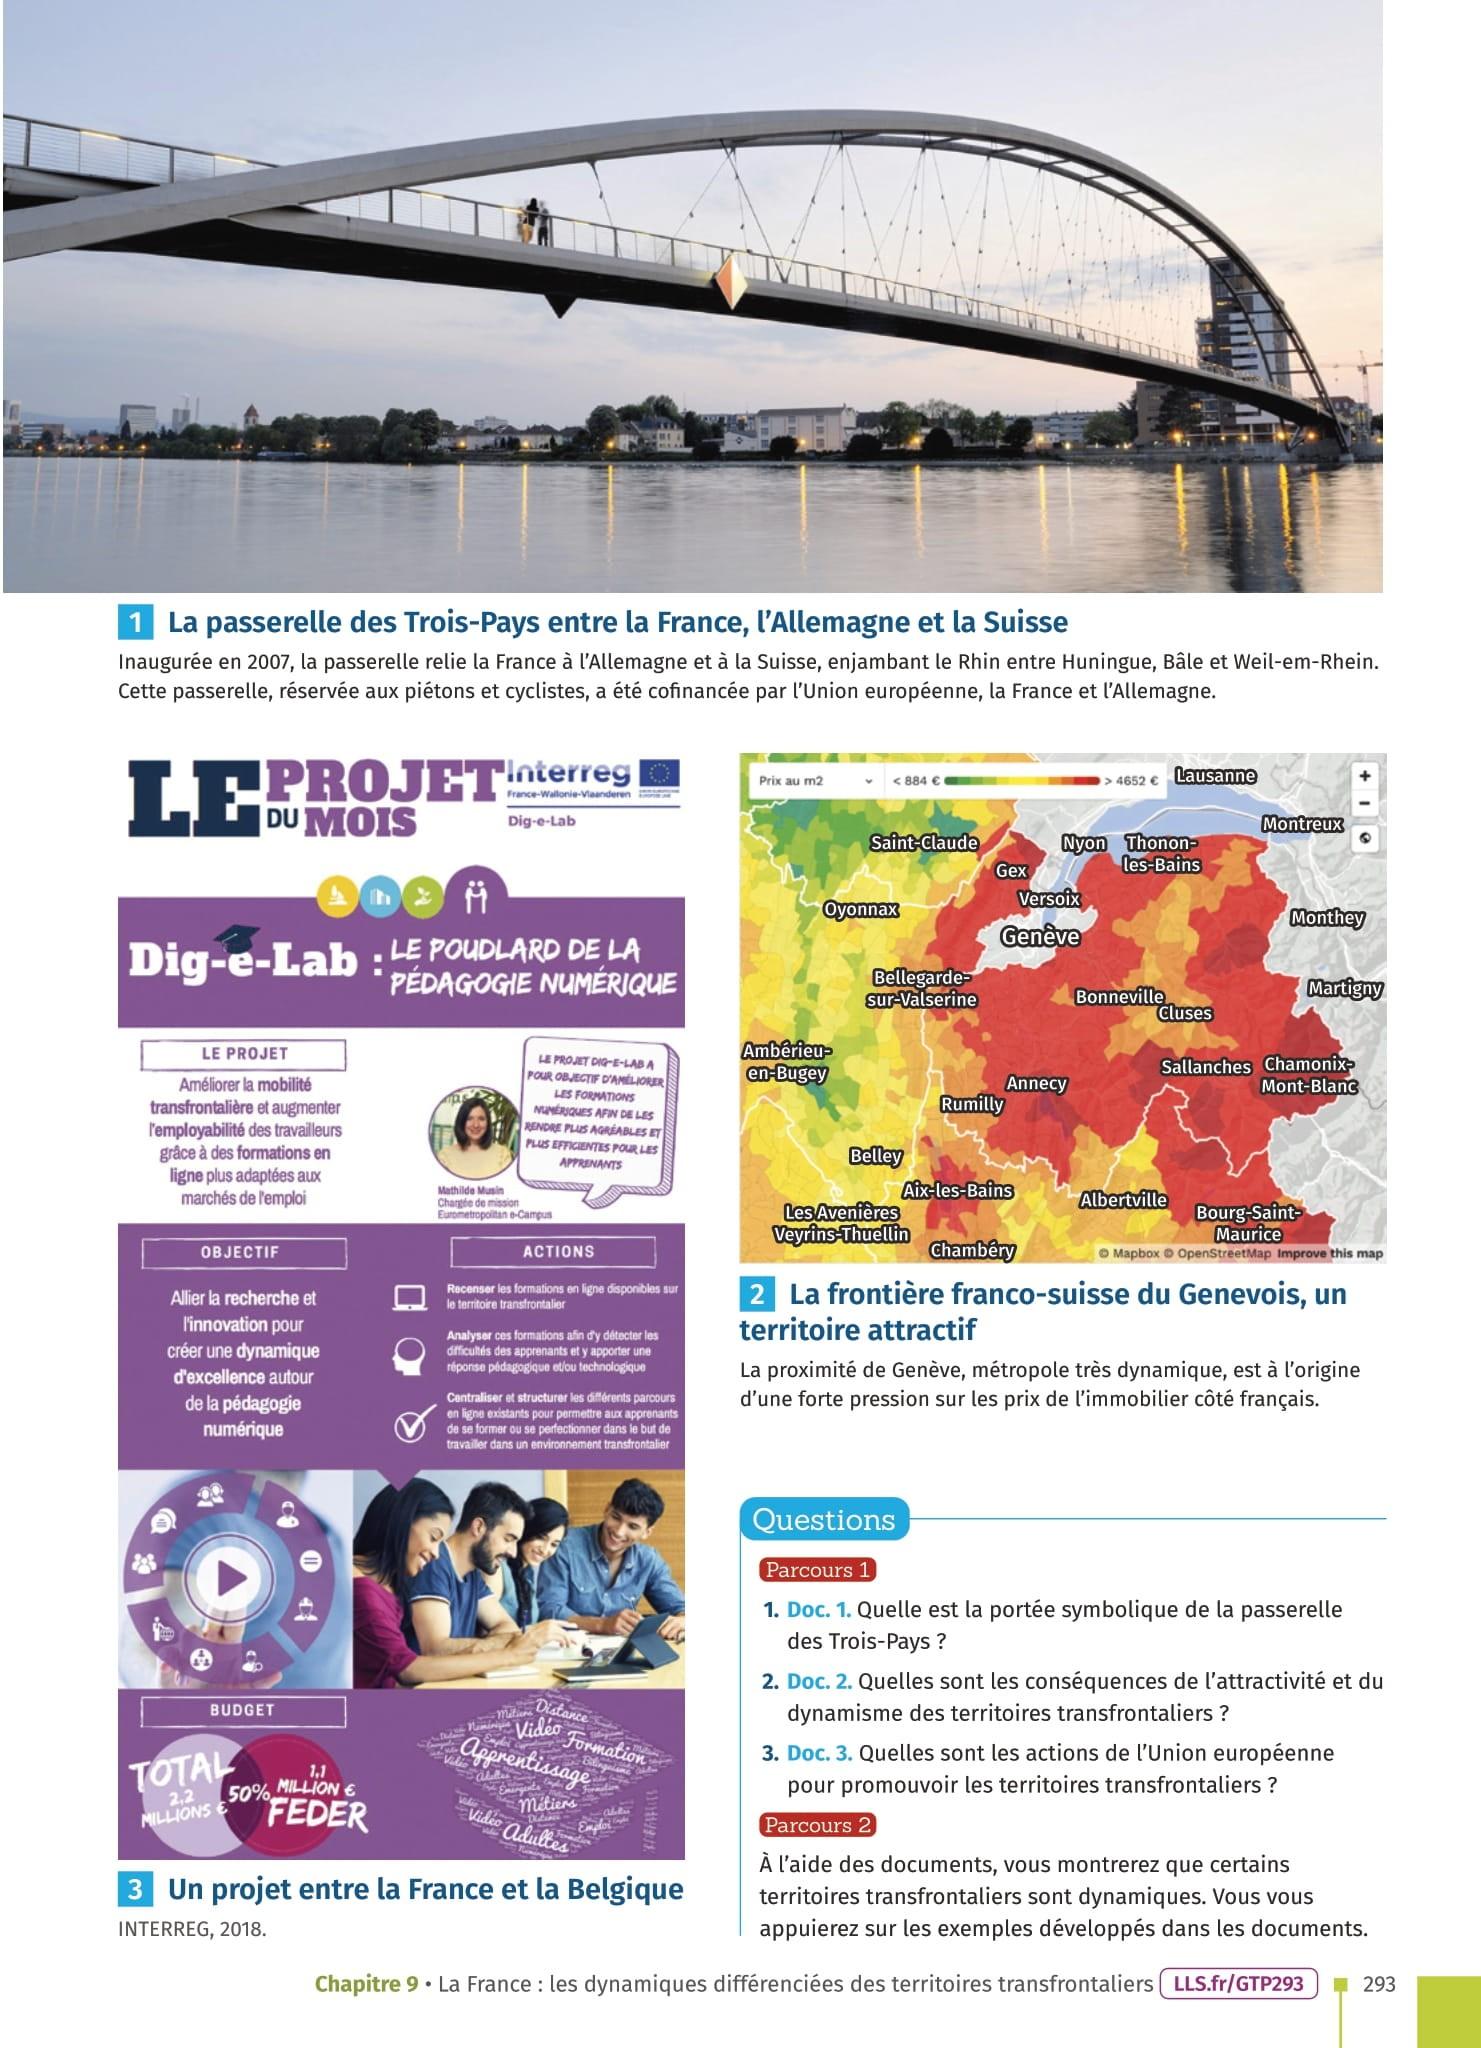 1 La passerelle des Trois-Pays entre la France, l'Allemagne et la Suisse
Inaugurée en 2007, la passerelle relie la France à l'Allemagne et à la Suisse, enjambant le Rhin entre Huningue, Bâle et Weil-em-Rhein.
Cette passerelle, réservée aux piétons et cyclistes, a été cofinancée par l'Union européenne, la France et l'Allemagne.
LE PROJET DU MOIS
Interreg
France-Wallonie-Vlaanderen
Dig-e-Lab
Dig-e-Lab : LE POUDLARD DE LA
PÉDAGOGIE NUMÉRIQUE
LE PROJET
Améliorer la mobilité
transfrontalière et augmenter
l'employabilité des travailleurs
grâce à des formations en
ligne plus adaptées aux
marchés de l'emploi
LE PROJET DIG-E-LAB A
POUR OBJECTIF D'AMÉLIORER
LES FORMATIONS
NUMÉRIQUES AFIN DE LES
RENDRE PLUS AGRÉABLES ET
PLUS EFFICIENTES POUR LES
APPRENANTS
Mathilde Musin
Chargée de mission
Eurometropolitan e-Campus
OBJECTIF
Allier la recherche et
l'innovation pour
créer une dynamique
d'excellence autour
de la pédagogie
numérique
ACTIONS
Recenser les formations en ligne disponibles sur
le territoire transfrontalier
Analyser ces formations afin d'y détecter les
difficultés des apprenants et y apporter une
réponse pédagogique et/ou technologique
Centraliser et structurer les différents parcours
en ligne existants pour permettre aux apprenants
de se former ou se perfectionner dans le but de
travailler dans un environnement transfrontalier
BUDGET
TOTAL
2,2
MILLIONS €
50%
1,1
MILLION €
FEDER
Distance
Métiers
Vidéo
Formation
Apprentissage
Métiers
Vidéo
Adultes
Emploi
3 Un projet entre la France et la Belgique
INTERREG, 2018.
Prix au m2
< 884 €
> 4652 €
+
−
Lausanne
Montreux
Saint-Claude
Nyon
Thonon-
les-Bains
Gex
Versoix
Oyonnax
Genève
Monthey
Bellegarde-
sur-Valserine
Bonneville
Cluses
Martigny
Ambérieu-
en-Bugey
Annecy
Sallanches
Chamonix-
Mont-Blanc
Rumilly
Belley
Aix-les-Bains
Albertville
Les Avenières
Veyrins-Thuellin
Bourg-Saint-
Maurice
Chambéry
© Mapbox © OpenStreetMap Improve this map
2 La frontière franco-suisse du Genevois, un
territoire attractif
La proximité de Genève, métropole très dynamique, est à l'origine
d'une forte pression sur les prix de l'immobilier côté français.
Questions
Parcours 1
1. Doc. 1. Quelle est la portée symbolique de la passerelle
des Trois-Pays ?
2. Doc. 2. Quelles sont les conséquences de l'attractivité et du
dynamisme des territoires transfrontaliers ?
3. Doc. 3. Quelles sont les actions de l'Union européenne
pour promouvoir les territoires transfrontaliers ?
Parcours 2
À l'aide des documents, vous montrerez que certains
territoires transfrontaliers sont dynamiques. Vous vous
appuierez sur les exemples développés dans les documents.
Chapitre 9 • La France : les dynamiques différenciées des territoires transfrontaliers LLS.fr/GTP293 293